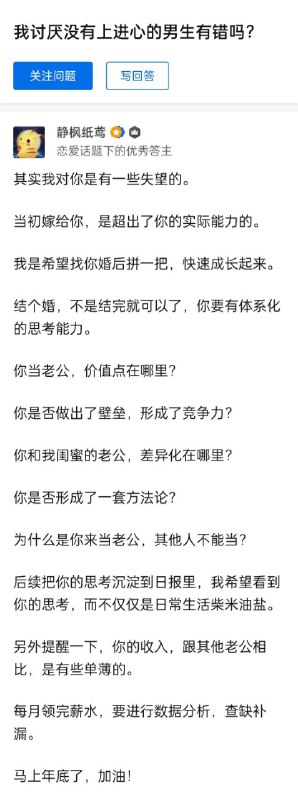 我讨厌没有上进心的男生有错吗？
关注问题
写回答
静枫纸鸢
恋爱话题下的优秀答主
其实我对你是有一些失望的。
当初嫁给你，是超出了你的实际能力的。
我是希望找你婚后拼一把，快速成长起来。
结个婚，不是结完就可以了，你要有体系化
的思考能力。
你当老公，价值点在哪里？
你是否做出了壁垒，形成了竞争力？
你和我闺蜜的老公，差异化在哪里？
你是否形成了一套方法论？
为什么是你来当老公，其他人不能当？
后续把你的思考沉淀到日报里，我希望看到
你的思考，而不仅仅是日常生活柴米油盐。
另外提醒一下，你的收入，跟其他老公相
比，是有些单薄的。
每月领完薪水，要进行数据分析，查缺补
漏。
马上年底了，加油！